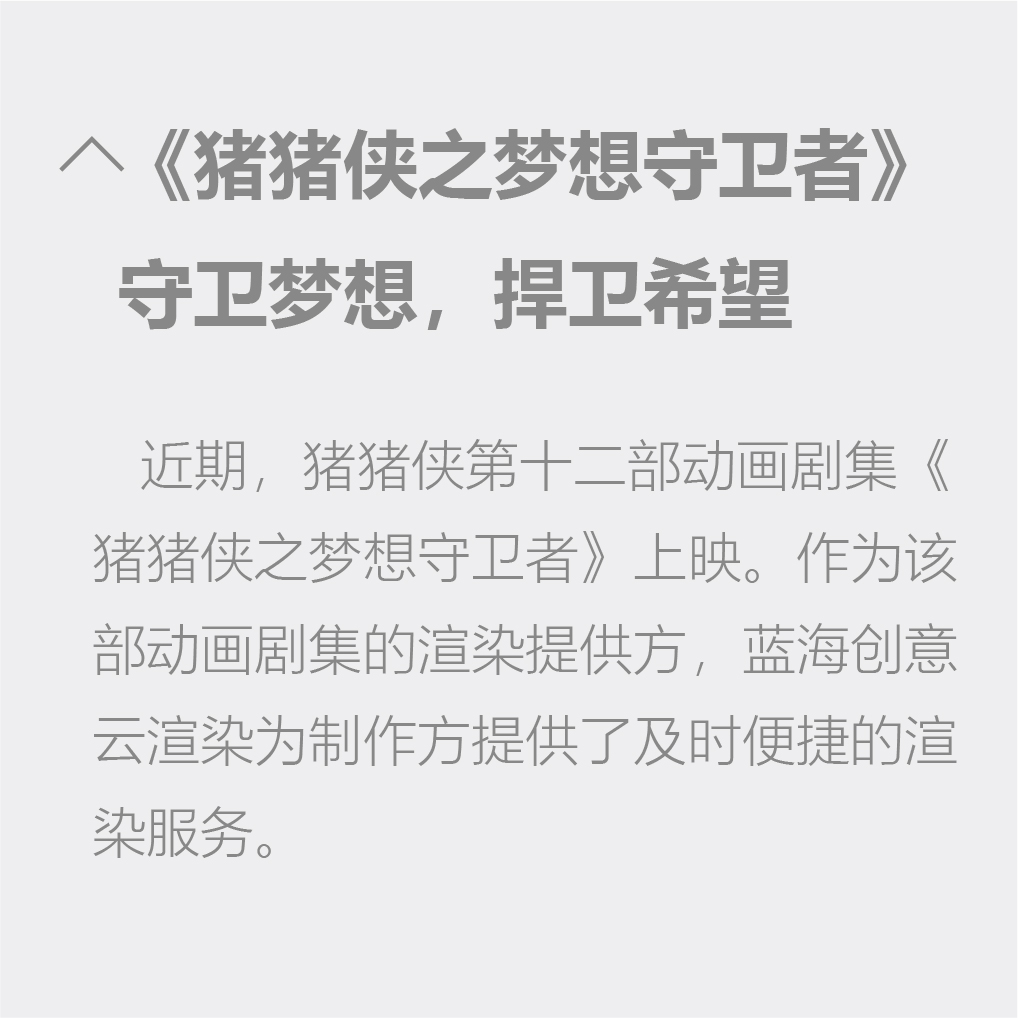 《猪猪侠之梦想守卫者》
守卫梦想，捍卫希望
近期，猪猪侠第十二部动画剧集《
猪猪侠之梦想守卫者》上映。作为该
部动画剧集的渲染提供方，蓝海创意
云渲染为制作方提供了及时便捷的渲
染服务。